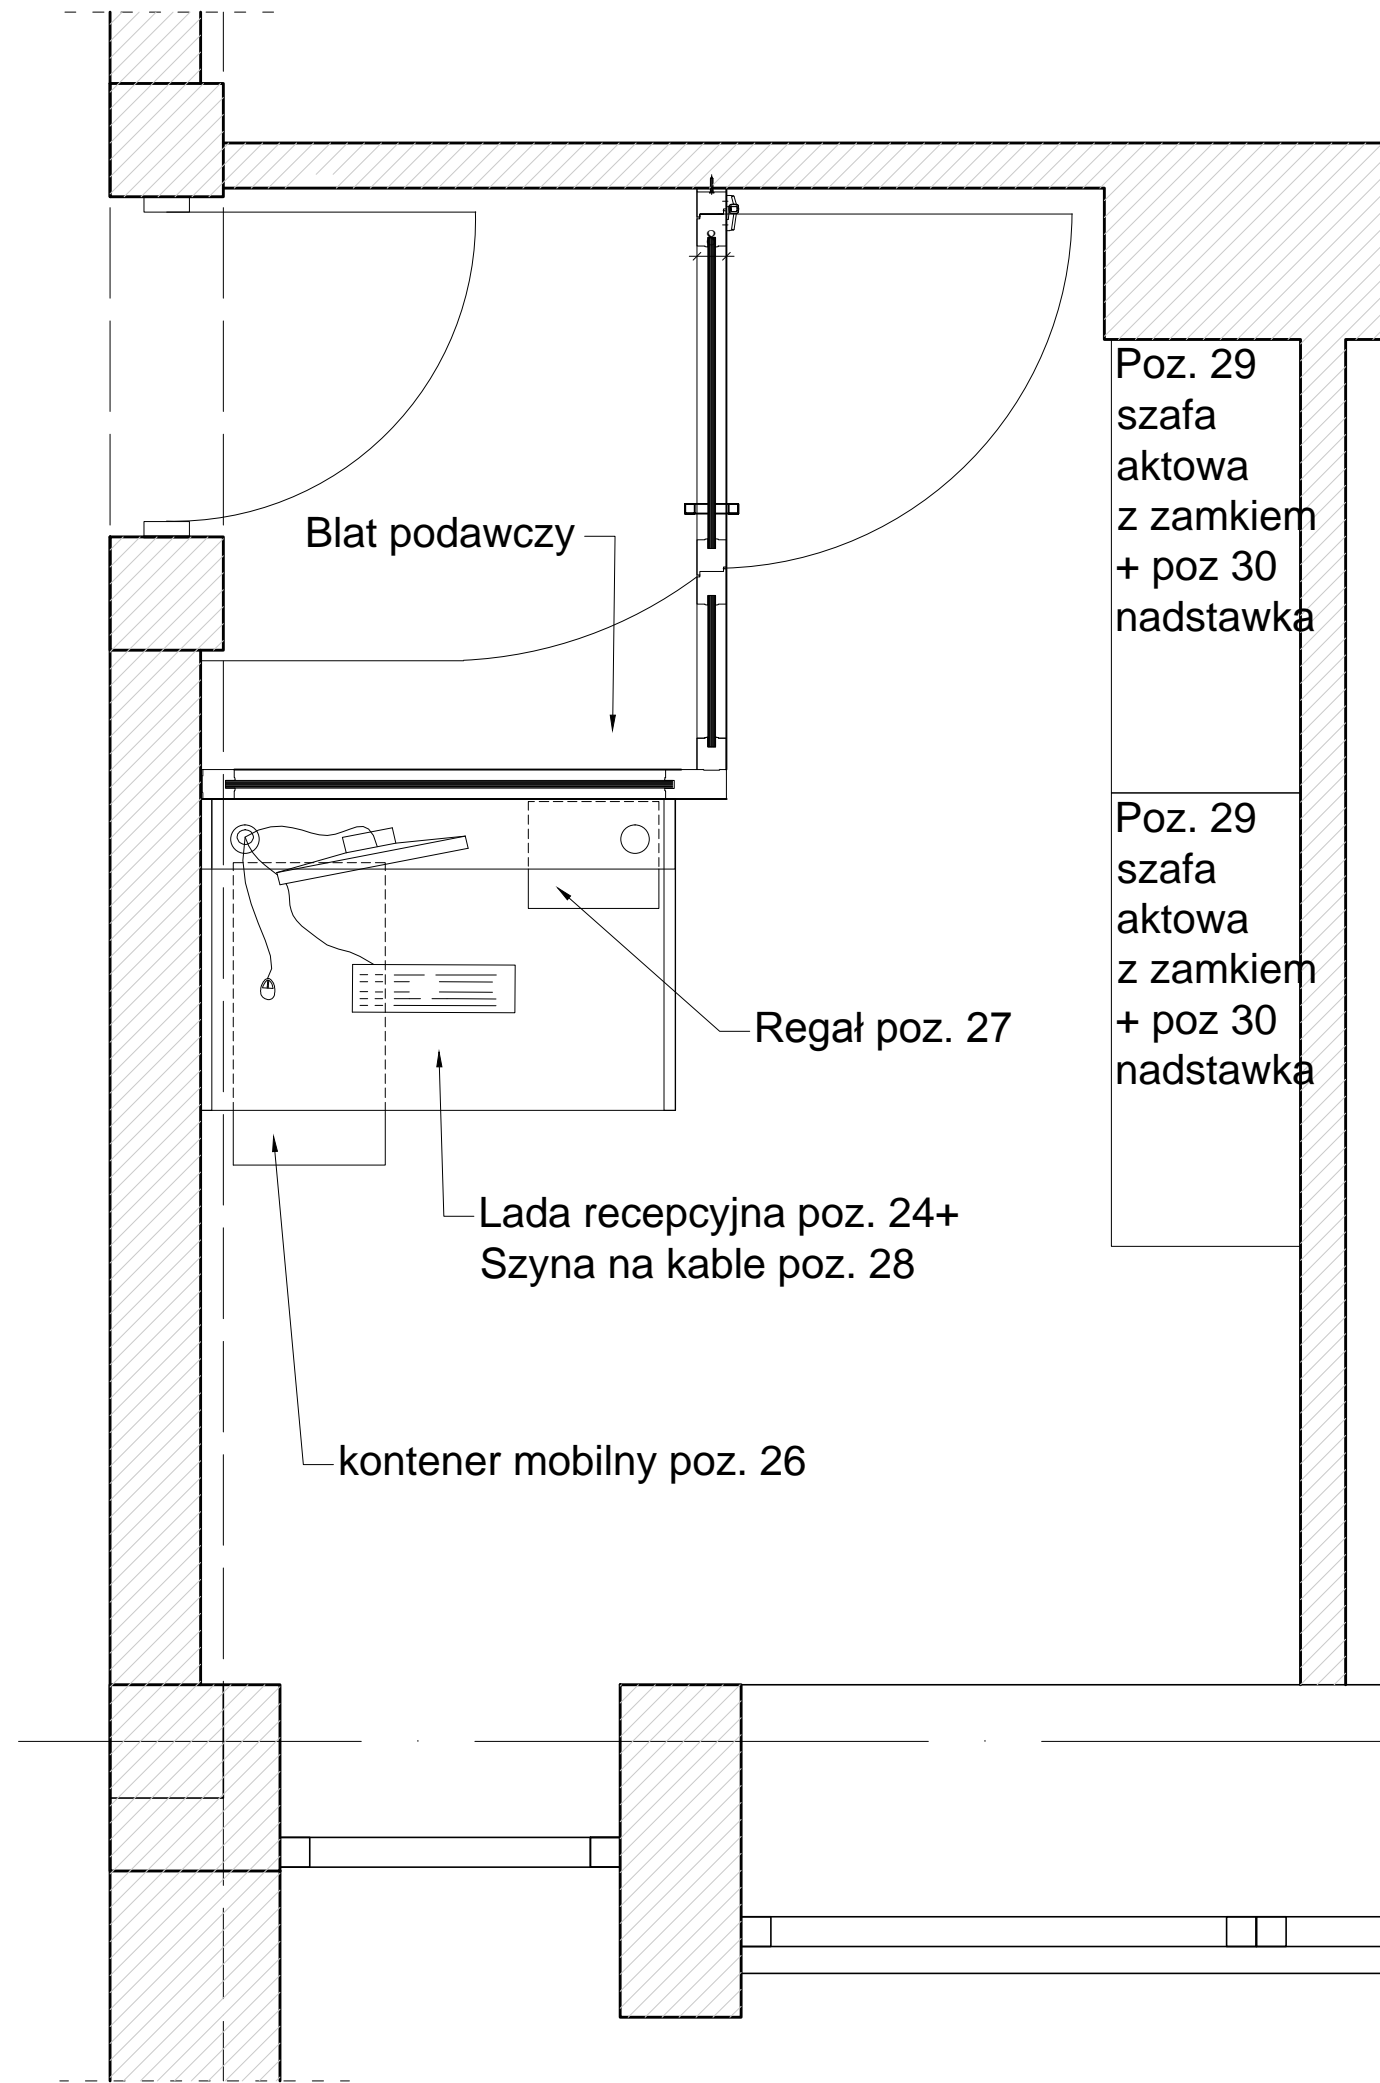 Poz. 29
szafa
aktowa
z zamkiem
+ poz 30
nadstawka
Blat podawczy
Poz. 29
szafa
aktowa
z zamkiem
+ poz 30
nadstawka
Regał poz. 27
Lada recepcyjna poz. 24+
Szyna na kable poz. 28
kontener mobilny poz. 26